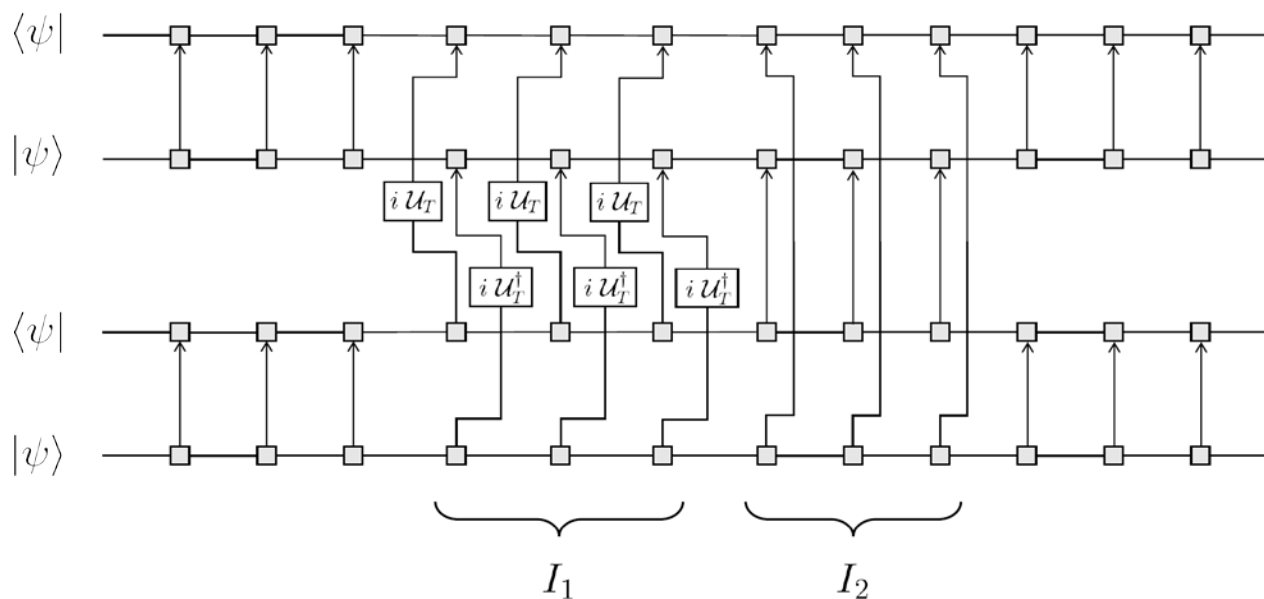 ⟨ψ|
|ψ⟩
i 𝒰_T i 𝒰_T i 𝒰_T
i 𝒰_T^† i 𝒰_T^† i 𝒰_T^†
⟨ψ|
|ψ⟩
I_1 I_2